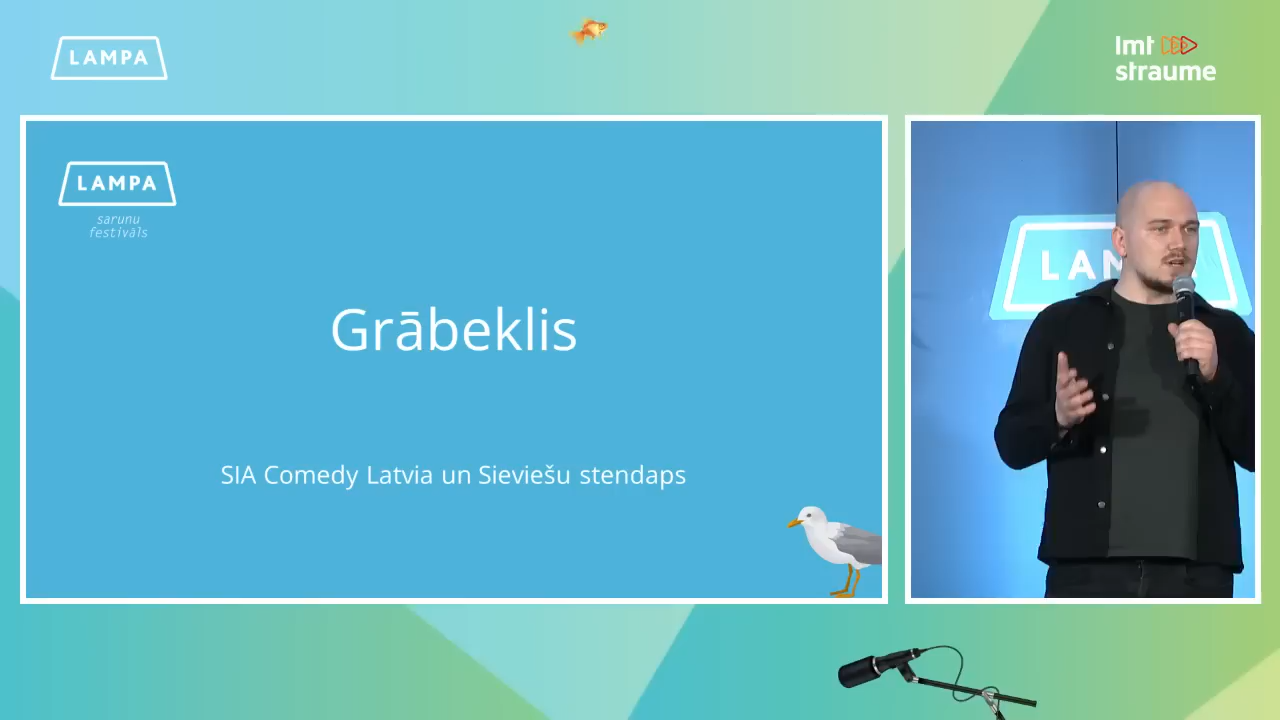 LAMPA
lmt
straume
LAMPA
sarunu
festivāls
Grābeklis
SIA Comedy Latvia un Sieviešu stendaps